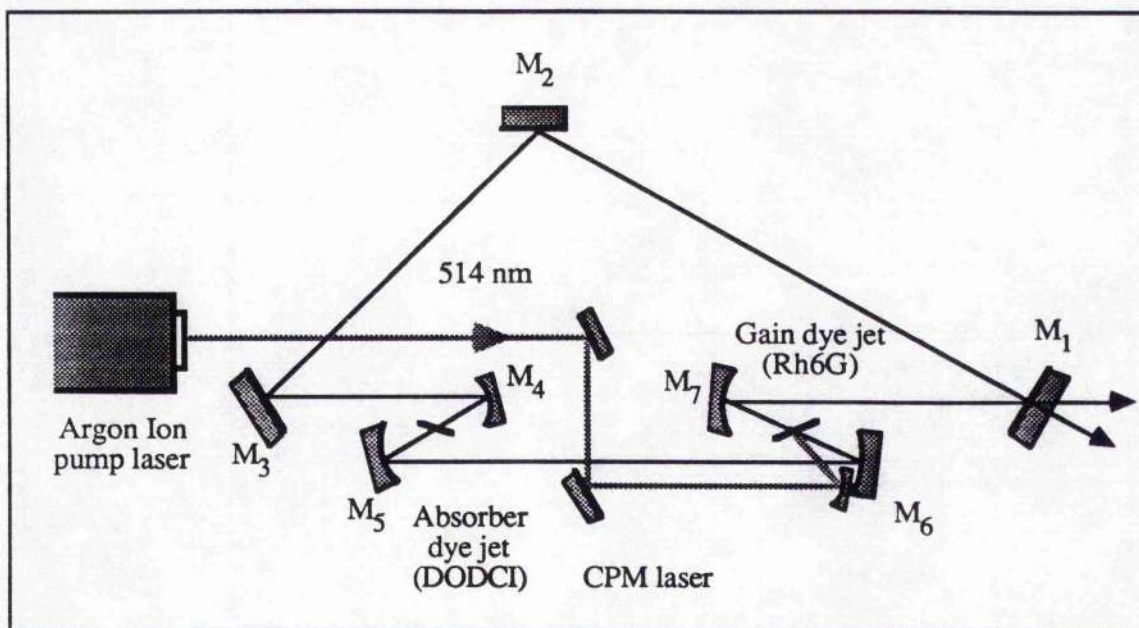 M2
514 nm
Gain dye jet
(Rh6G)
M1
M4
M7
Argon Ion
pump laser
M3
M5
Absorber
dye jet
(DODCI)
CPM laser
M6